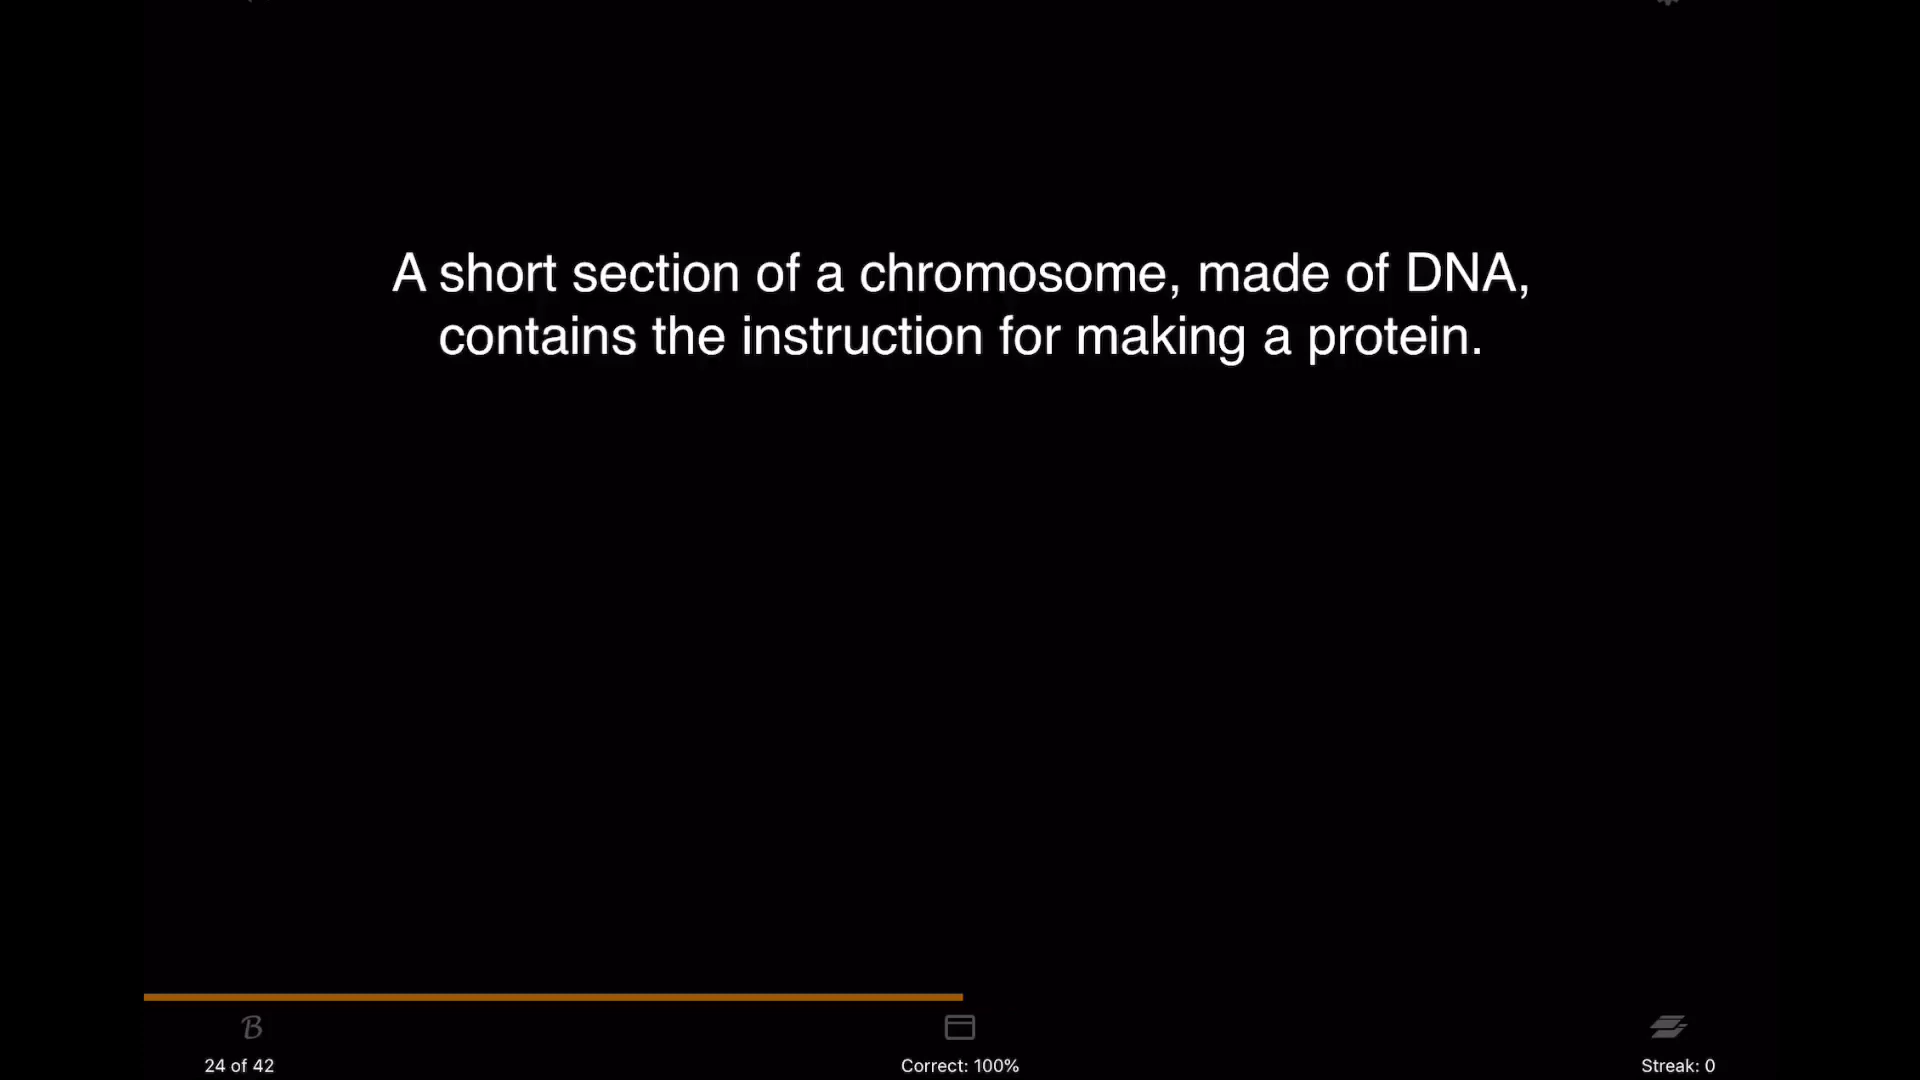 A short section of a chromosome, made of DNA,
contains the instruction for making a protein.
B
24 of 42
Correct: 100%
Streak: 0